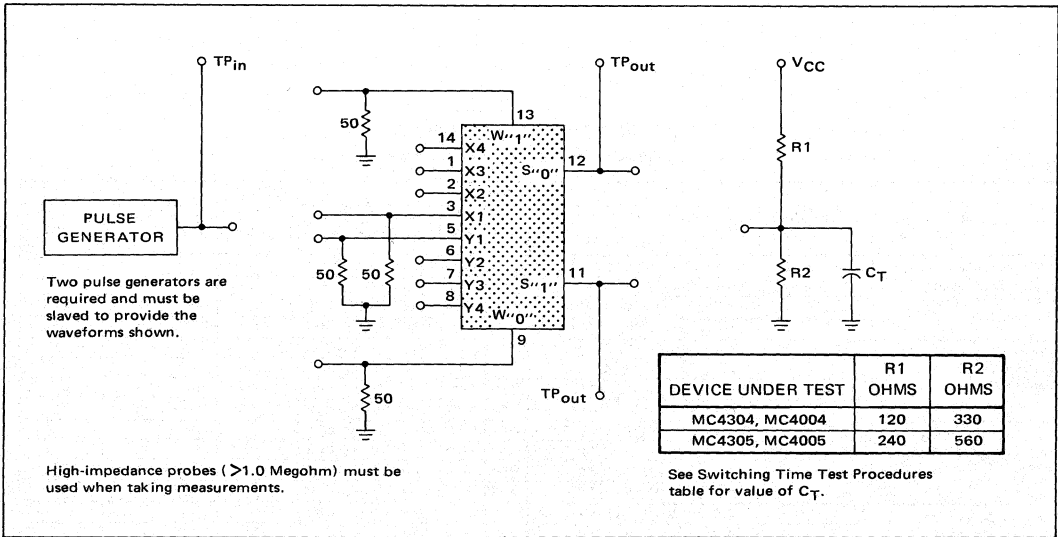 TPin
TPout
VCC
50
13
W"1"
14 X4
1 X3
2 X2
3 X1
5 Y1
6 Y2
7 Y3
8 Y4
S"0" 12
S"1" 11
W"0"
9
50 50
50
TPout
R1
R2
CT
PULSE
GENERATOR
Two pulse generators are
required and must be
slaved to provide the
waveforms shown.
High-impedance probes (>1.0 Megohm) must be
used when taking measurements.
DEVICE UNDER TEST R1 OHMS R2 OHMS
MC4304, MC4004 120 330
MC4305, MC4005 240 560
See Switching Time Test Procedures
table for value of CT.